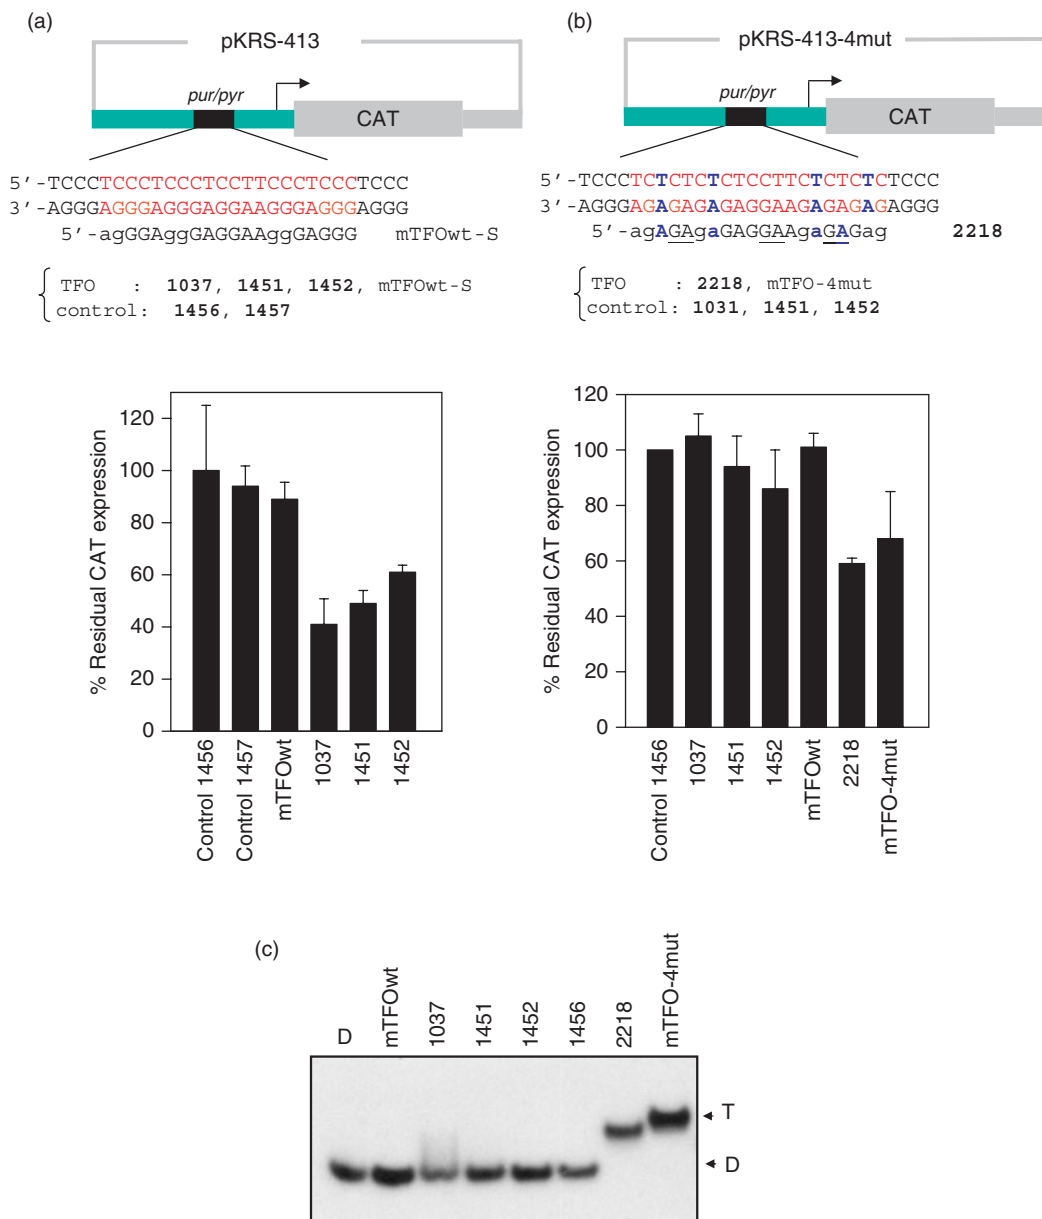 (a)
pKRS-413
pur/pyr
CAT
5′-TCCCTCCCTCCCTCCTTCCCTCCCTCCC
3′-AGGGAGGGAGGGAGGAAGGGAGGGAGGG
5′-agGGAggGAGGAAggGAGGG mTFOwt-S
TFO : 1037, 1451, 1452, mTFOwt-S
control: 1456, 1457
% Residual CAT expression
120
100
80
60
40
20
0
Control 1456
Control 1457
mTFOwt
1037
1451
1452
(b)
pKRS-413-4mut
pur/pyr
CAT
5′-TCCCTCTCTCTCTCCTTCTCTCTCTCCC
3′-AGGGAGAGAGAGAGGAAGAGAGAGAGGG
5′-agAGAgaGAGGAAgaGAGag 2218
TFO : 2218, mTFO-4mut
control: 1031, 1451, 1452
% Residual CAT expression
120
100
80
60
40
20
0
Control 1456
1037
1451
1452
mTFOwt
2218
mTFO-4mut
(c)
D
mTFOwt
1037
1451
1452
1456
2218
mTFO-4mut
T
D